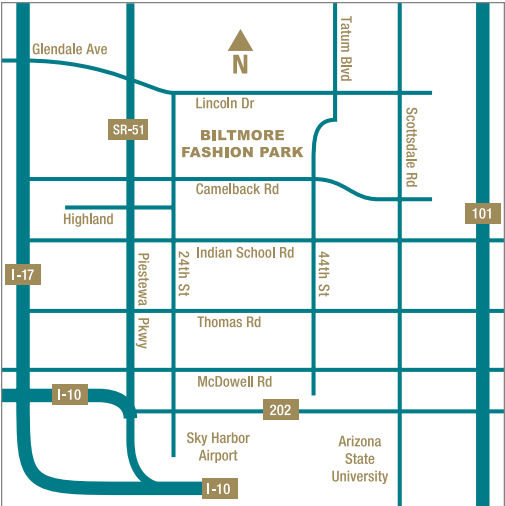 Glendale Ave
N
Tatum Blvd
Lincoln Dr
SR-51
BILTMORE
FASHION PARK
Scottsdale Rd
Camelback Rd
Highland
101
Indian School Rd
I-17
Piestewa Pkwy
24th St
44th St
Thomas Rd
McDowell Rd
I-10
202
Sky Harbor
Airport
Arizona
State
University
I-10